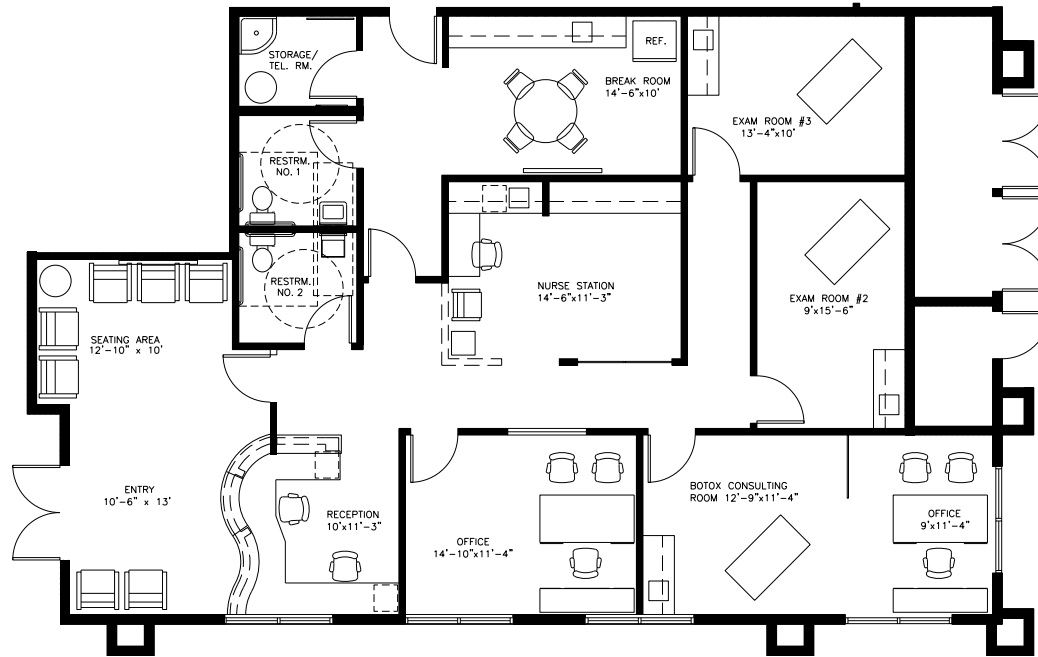 STORAGE/
TEL. RM.
REF.
BREAK ROOM
14'-6"x10'
EXAM ROOM #3
13'-4"x10'
RESTRM.
NO. 1
RESTRM.
NO. 2
NURSE STATION
14'-6"x11'-3"
EXAM ROOM #2
9'x15'-6"
SEATING AREA
12'-10" x 10'
ENTRY
10'-6" x 13'
RECEPTION
10'x11'-3"
OFFICE
14'-10"x11'-4"
BOTOX CONSULTING
ROOM 12'-9"x11'-4"
OFFICE
9'x11'-4"